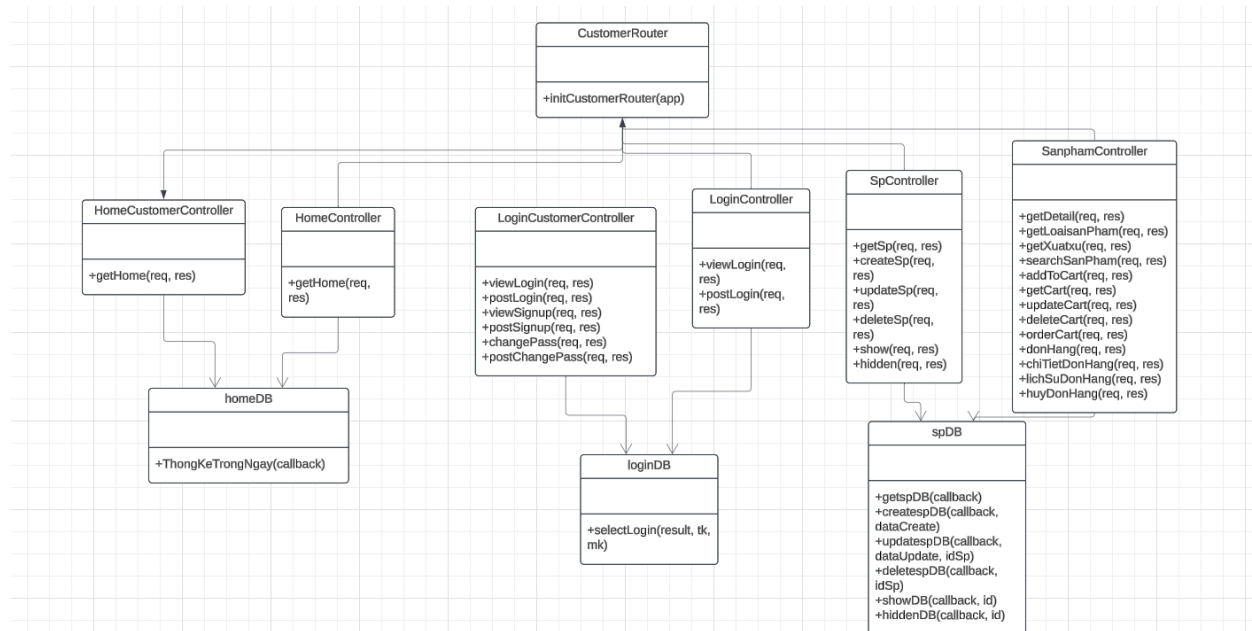 CustomerRouter
+initCustomerRouter(app)
HomeCustomerController
+getHome(req, res)
HomeController
+getHome(req,
res)
LoginCustomerController
+viewLogin(req, res)
+postLogin(req, res)
+viewSignup(req, res)
+postSignup(req, res)
+changePass(req, res)
+postChangePass(req, res)
LoginController
+viewLogin(req,
res)
+postLogin(req,
res)
SpController
+getSp(req, res)
+createSp(req,
res)
+updateSp(req,
res)
+deleteSp(req,
res)
+show(req, res)
+hidden(req, res)
SanphamController
+getDetail(req, res)
+getLoaisanPham(req, res)
+getXuatxu(req, res)
+searchSanPham(req, res)
+addToCart(req, res)
+getCart(req, res)
+updateCart(req, res)
+deleteCart(req, res)
+orderCart(req, res)
+donHang(req, res)
+chiTietDonHang(req, res)
+lichSuDonHang(req, res)
+huyDonHang(req, res)
homeDB
+ThongKeTrongNgay(callback)
loginDB
+selectLogin(result, tk,
mk)
spDB
+getspDB(callback)
+createspDB(callback,
dataCreate)
+updatespDB(callback,
dataUpdate, idSp)
+deletespDB(callback,
idSp)
+showDB(callback, id)
+hiddenDB(callback, id)